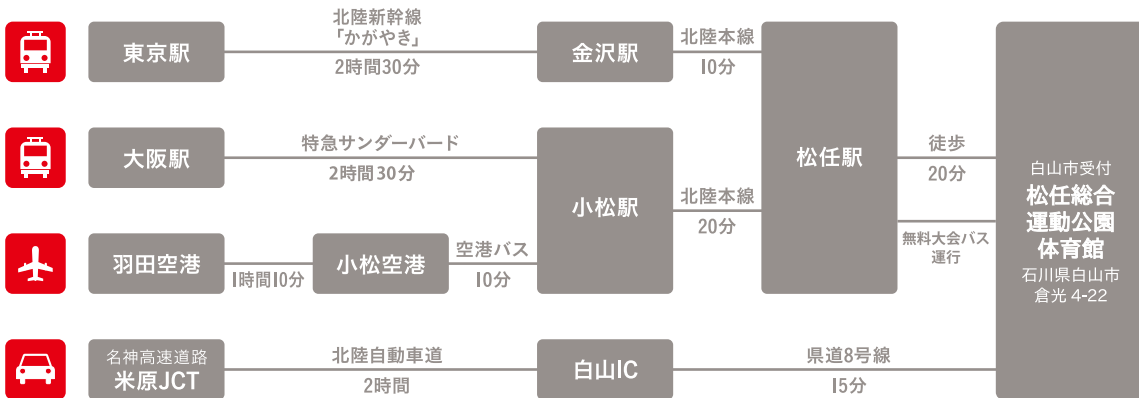 東京駅
北陸新幹線
「かがやき」
2時間30分
金沢駅
北陸本線
10分
大阪駅
特急サンダーバード
2時間30分
小松駅
北陸本線
20分
松任駅
徒歩
20分
無料大会バス
運行
羽田空港
1時間10分
小松空港
空港バス
10分
名神高速道路
米原JCT
北陸自動車道
2時間
白山IC
県道8号線
15分
白山市受付
松任総合
運動公園
体育館
石川県白山市
倉光 4-22